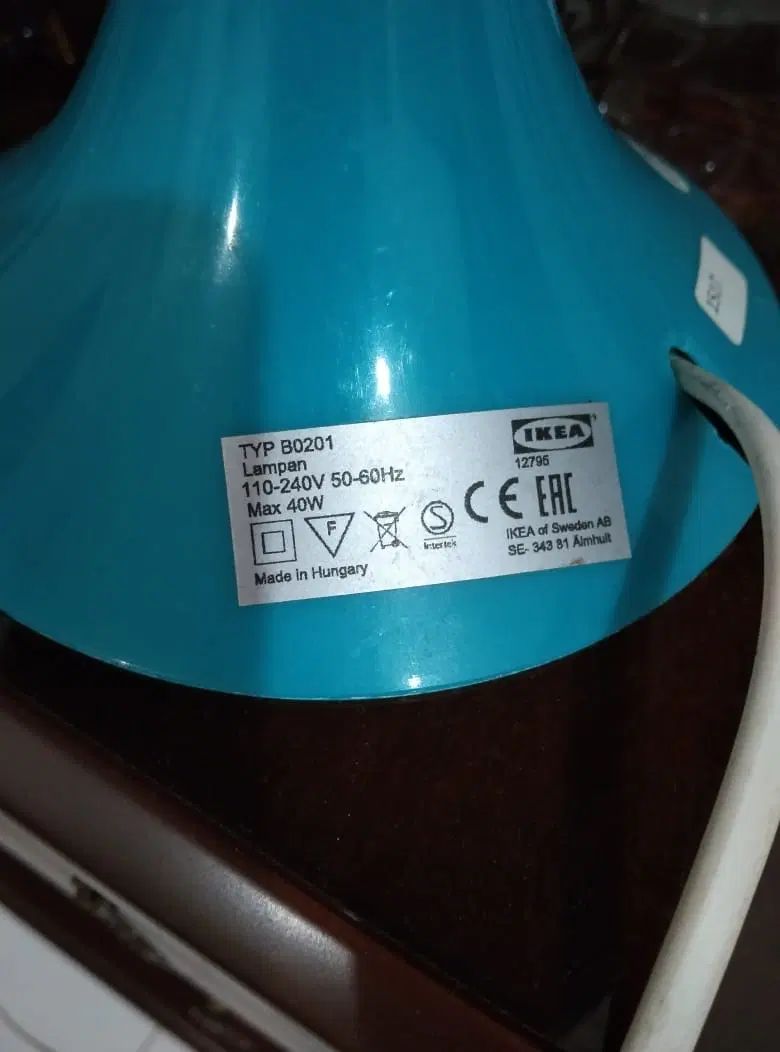 TYP B0201
Lampan
110-240V 50-60Hz
Max 40W
F
S
Intertek
Made in Hungary
IKEA
12795
CE EAC
IKEA of Sweden AB
SE- 343 81 Älmhult